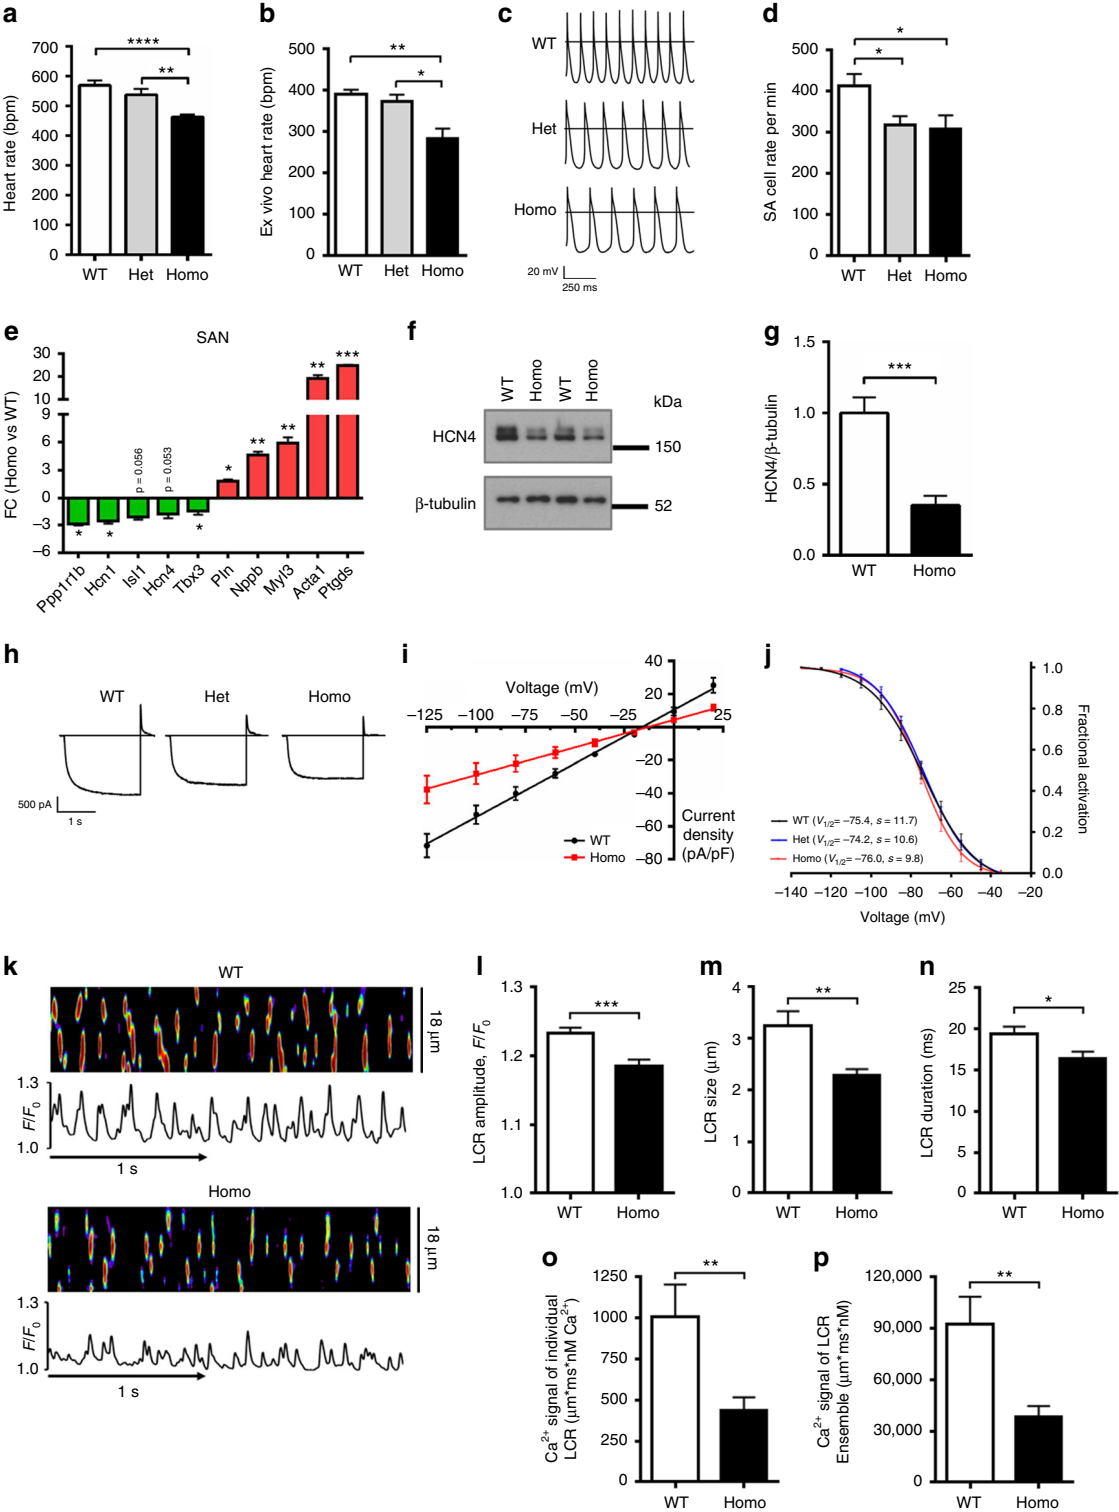 a
Heart rate (bpm)
700
600
500
400
300
200
100
0
****
**
WT Het Homo
b
Ex vivo heart rate (bpm)
500
400
300
200
100
0
**
*
WT Het Homo
c
WT
Het
Homo
20 mV
250 ms
d
SA cell rate per min
500
400
300
200
100
0
*
*
WT Het Homo
e
SAN
FC (Homo vs WT)
30
20
10
9
6
3
0
−3
−6
* * p = 0.056 p = 0.053 * * ** ** ** ***
Ppp1r1b Hcn1 Isl1 Hcn4 Tbx3 Pln Nppb Myl3 Acta1 Ptgds
f
WT Homo WT Homo
kDa
HCN4
150
β-tubulin
52
g
HCN4/β-tubulin
1.5
1.0
0.5
0.0
***
WT Homo
h
WT Het Homo
500 pA
1 s
i
Voltage (mV)
−125 −100 −75 −50 −25 25
40
20
−20
−40
−60
−80
Current
density
(pA/pF)
WT
Homo
j
1.0
0.8
0.6
0.4
0.2
0.0
Fractional activation
WT (V1/2= −75.4, s = 11.7)
Het (V1/2= −74.2, s = 10.6)
Homo (V1/2= −76.0, s = 9.8)
−140 −120 −100 −80 −60 −40 −20
Voltage (mV)
k
WT
18 μm
1.3
F/F0
1.0
1 s
Homo
18 μm
1.3
F/F0
1.0
1 s
l
LCR amplitude, F/F0
1.3
1.2
1.1
1.0
***
WT Homo
m
LCR size (μm)
4
3
2
1
0
**
WT Homo
n
LCR duration (ms)
25
20
15
10
5
0
*
WT Homo
o
Ca2+ signal of individual
LCR (μm*ms*nM Ca2+)
1250
1000
750
500
250
0
**
WT Homo
p
Ca2+ signal of LCR
Ensemble (μm*ms*nM)
120,000
90,000
60,000
30,000
0
**
WT Homo